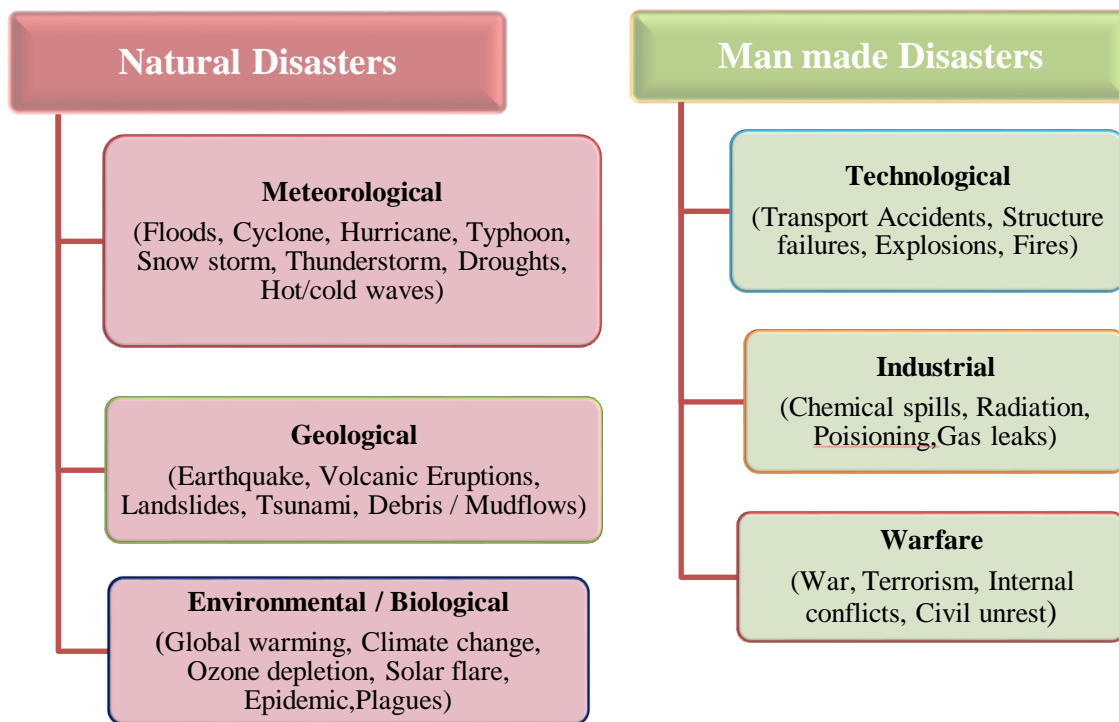 Natural Disasters
Meteorological
(Floods, Cyclone, Hurricane, Typhoon,
Snow storm, Thunderstorm, Droughts,
Hot/cold waves)
Geological
(Earthquake, Volcanic Eruptions,
Landslides, Tsunami, Debris / Mudflows)
Environmental / Biological
(Global warming, Climate change,
Ozone depletion, Solar flare,
Epidemic,Plagues)
Man made Disasters
Technological
(Transport Accidents, Structure
failures, Explosions, Fires)
Industrial
(Chemical spills, Radiation,
Poisioning,Gas leaks)
Warfare
(War, Terrorism, Internal
conflicts, Civil unrest)